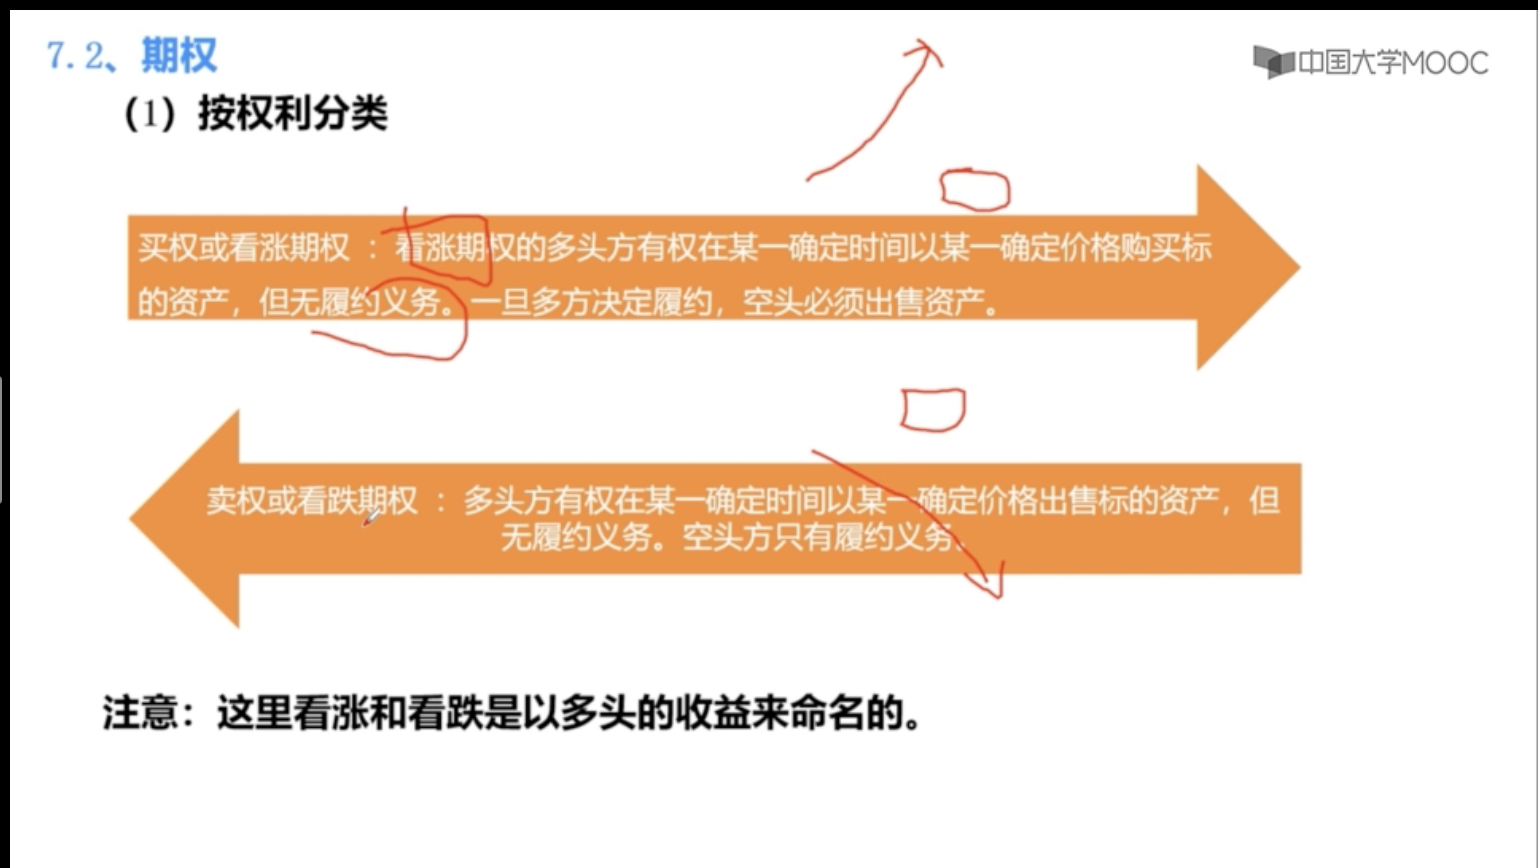 7.2、期权
中国大学MOOC
（1）按权利分类
买权或看涨期权 ：看涨期权的多头方有权在某一确定时间以某一确定价格购买标
的资产，但无履约义务。一旦多方决定履约，空头必须出售资产。
卖权或看跌期权 ：多头方有权在某一确定时间以某一确定价格出售标的资产，但
无履约义务。空头方只有履约义务。
注意：这里看涨和看跌是以多头的收益来命名的。